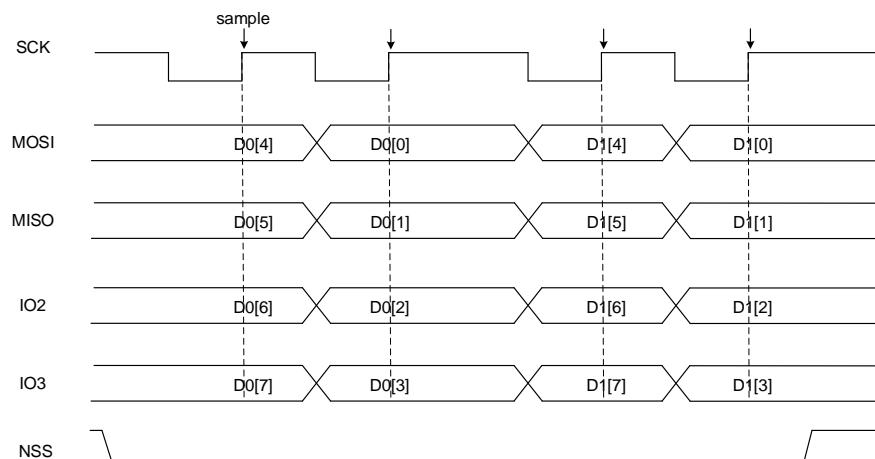 sample
SCK
MOSI D0[4] D0[0] D1[4] D1[0]
MISO D0[5] D0[1] D1[5] D1[1]
IO2 D0[6] D0[2] D1[6] D1[2]
IO3 D0[7] D0[3] D1[7] D1[3]
NSS